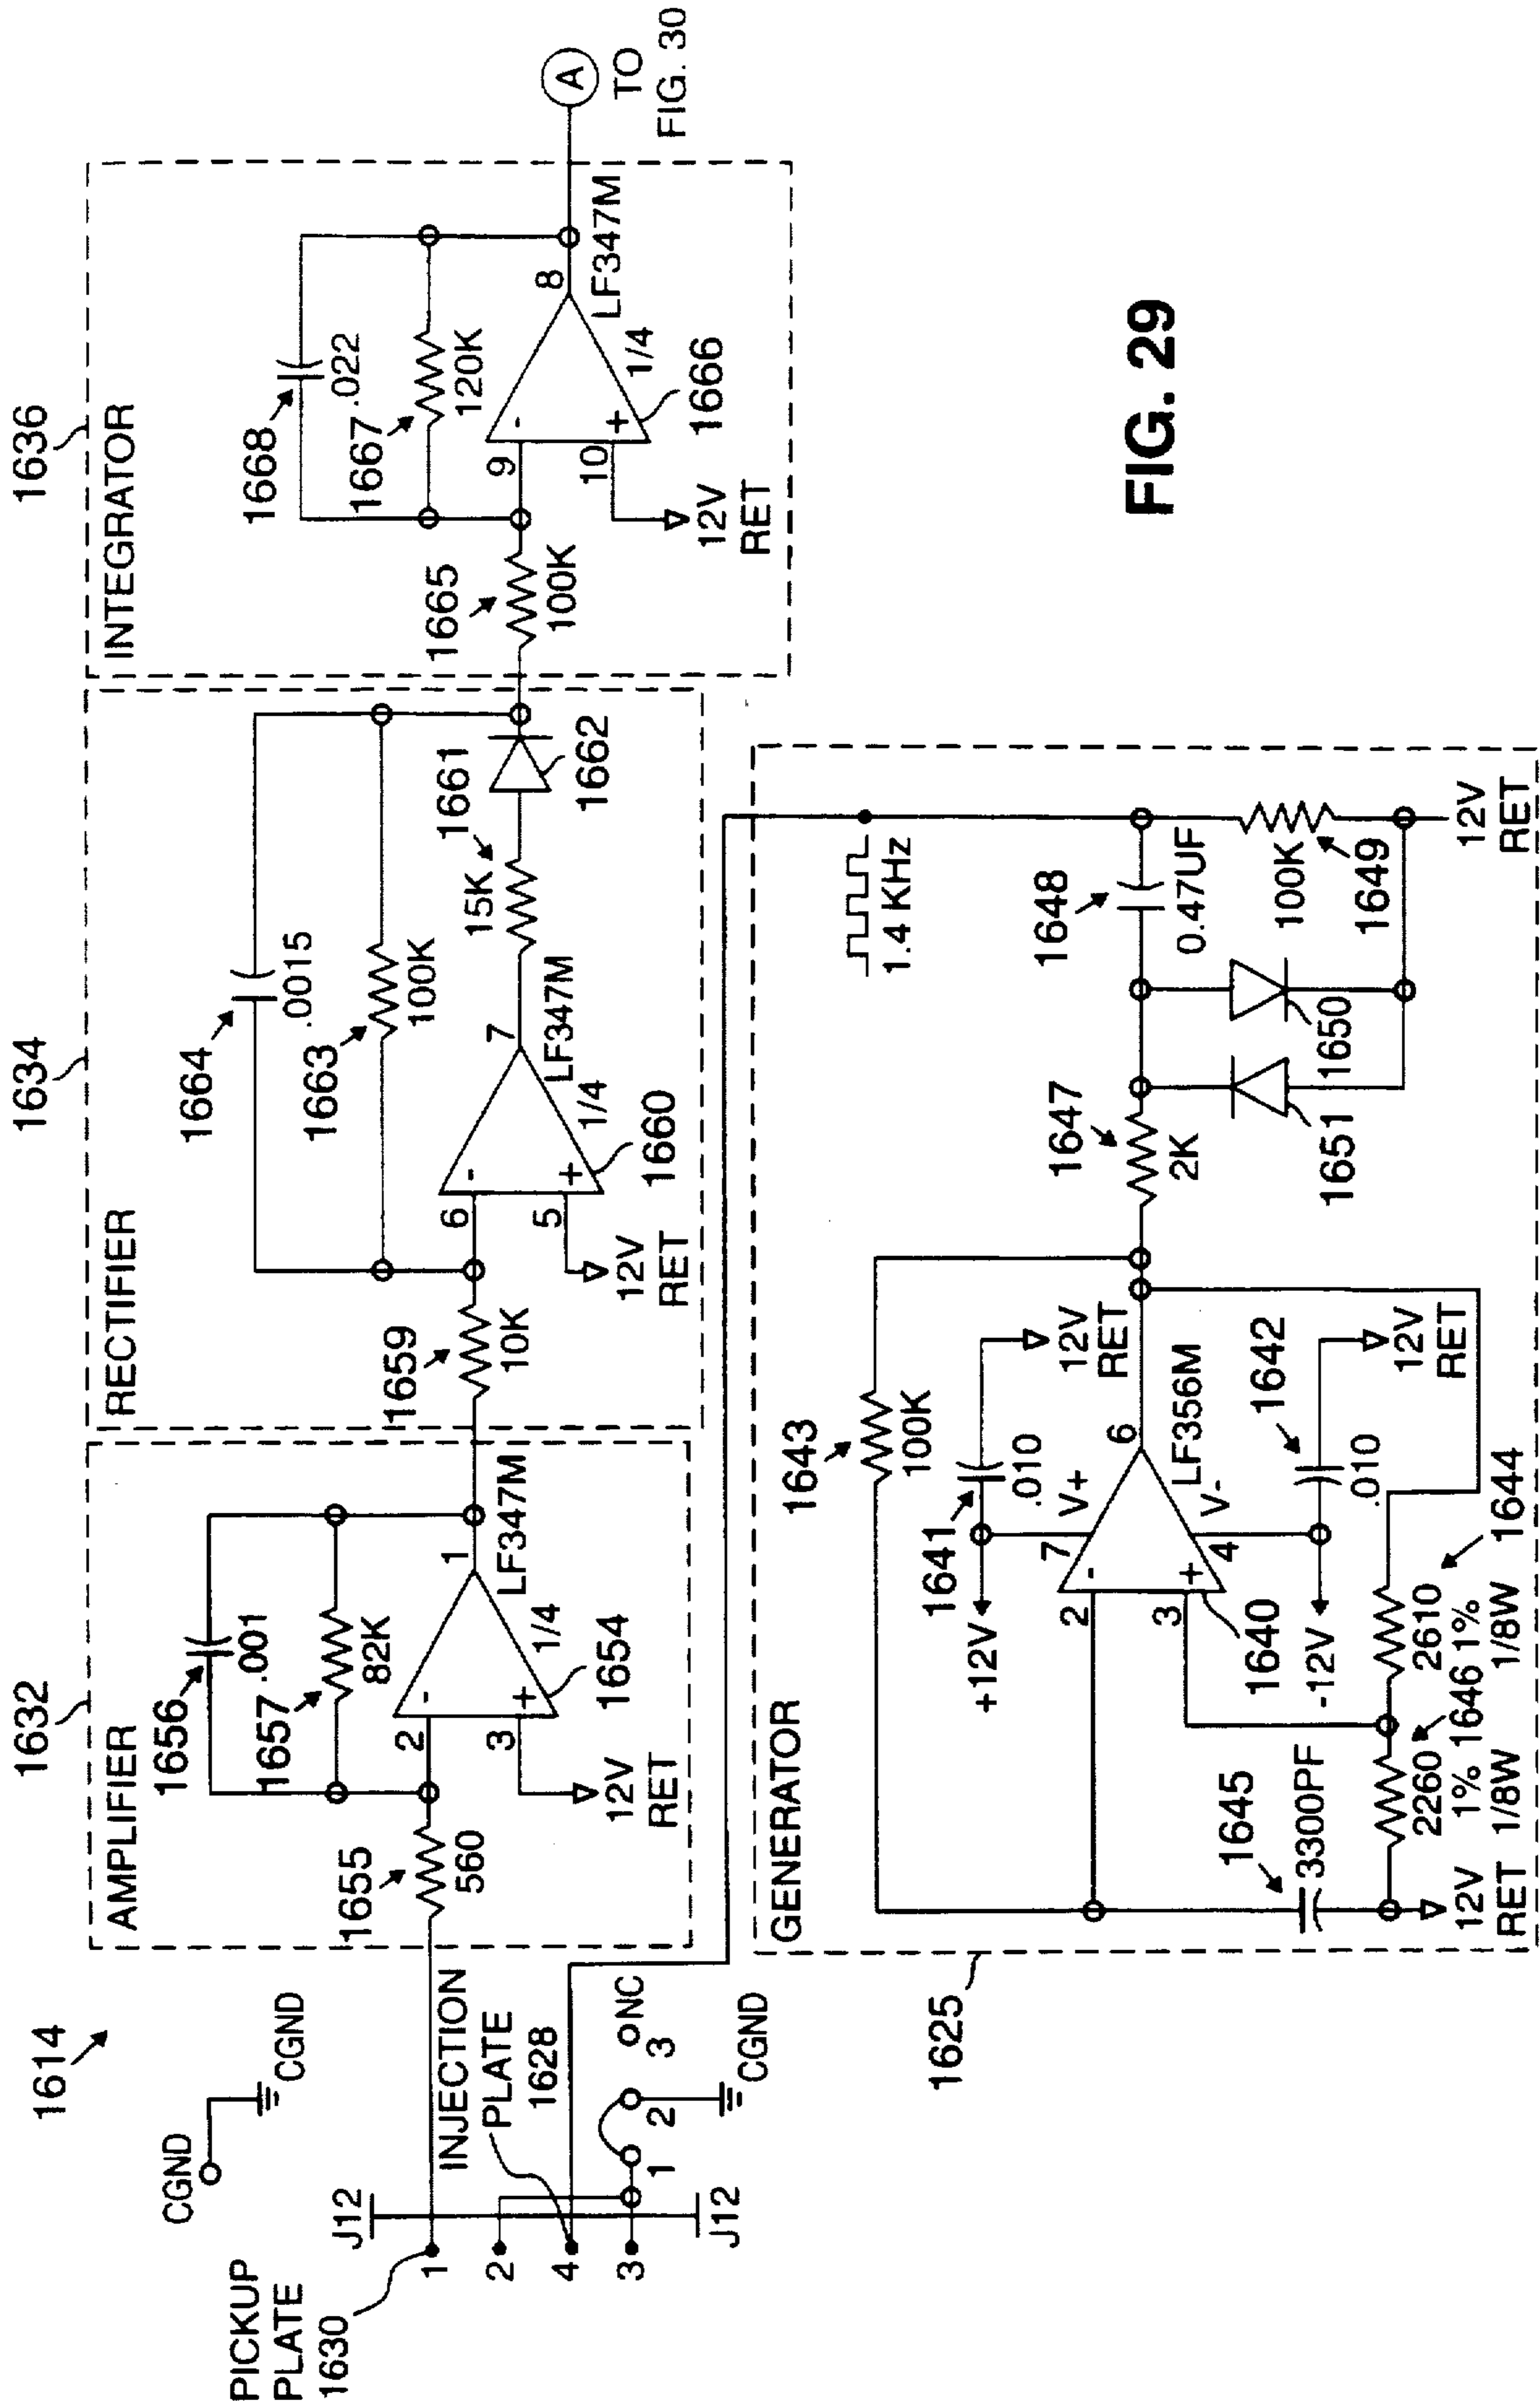 1614
1632
1634
1636
CGND
CGND
PICKUP
PLATE
1630
J12
1
2
4
3
J12
INJECTION
PLATE
1628
1
2
3
NC
CGND
AMPLIFIER
1655
560
1656
.001
1657
82K
2
-
3
+
1
LF347M
1/4
1654
12V
RET
RECTIFIER
1659
10K
1664
.0015
1663
100K
6
-
5
+
7
LF347M
1/4
1660
12V
RET
15K
1661
1662
INTEGRATOR
1665
100K
1668
.022
1667
120K
9
-
10
+
8
LF347M
1/4
1666
12V
RET
A
TO
FIG. 30
1625
GENERATOR
1643
100K
1641
.010
+12V
12V
RET
7
V+
2
-
3
+
6
LF356M
4
V-
1640
1642
.010
-12V
12V
RET
1645
3300PF
2260
1%
1/8W
1646
2610
1%
1/8W
1644
12V
RET
1647
2K
1651
1650
1648
0.47UF
1.4 KHz
100K
1649
12V
RET
FIG. 29